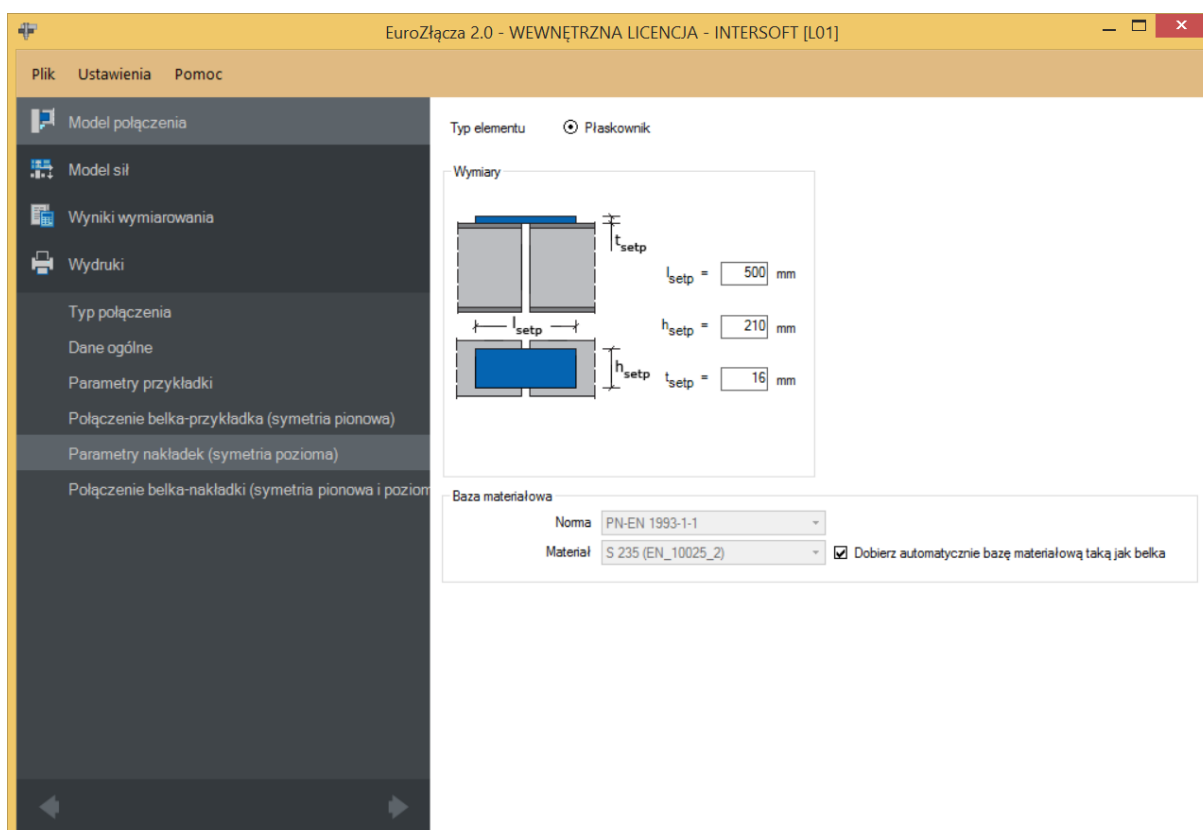 EuroZłącza 2.0 - WEWNĘTRZNA LICENCJA - INTERSOFT [L01]
Plik Ustawienia Pomoc
Model połączenia
Model sił
Wyniki wymiarowania
Wydruki
Typ połączenia
Dane ogólne
Parametry przykładki
Połączenie belka-przykładka (symetria pionowa)
Parametry nakładek (symetria pozioma)
Połączenie belka-nakładki (symetria pionowa i poziom
Typ elementu Płaskownik
Wymiary
tsetp
lsetp = 500 mm
lsetp
hsetp = 210 mm
hsetp
tsetp = 16 mm
Baza materiałowa
Norma PN-EN 1993-1-1
Materiał S 235 (EN_10025_2) Dobierz automatycznie bazę materiałową taką jak belka